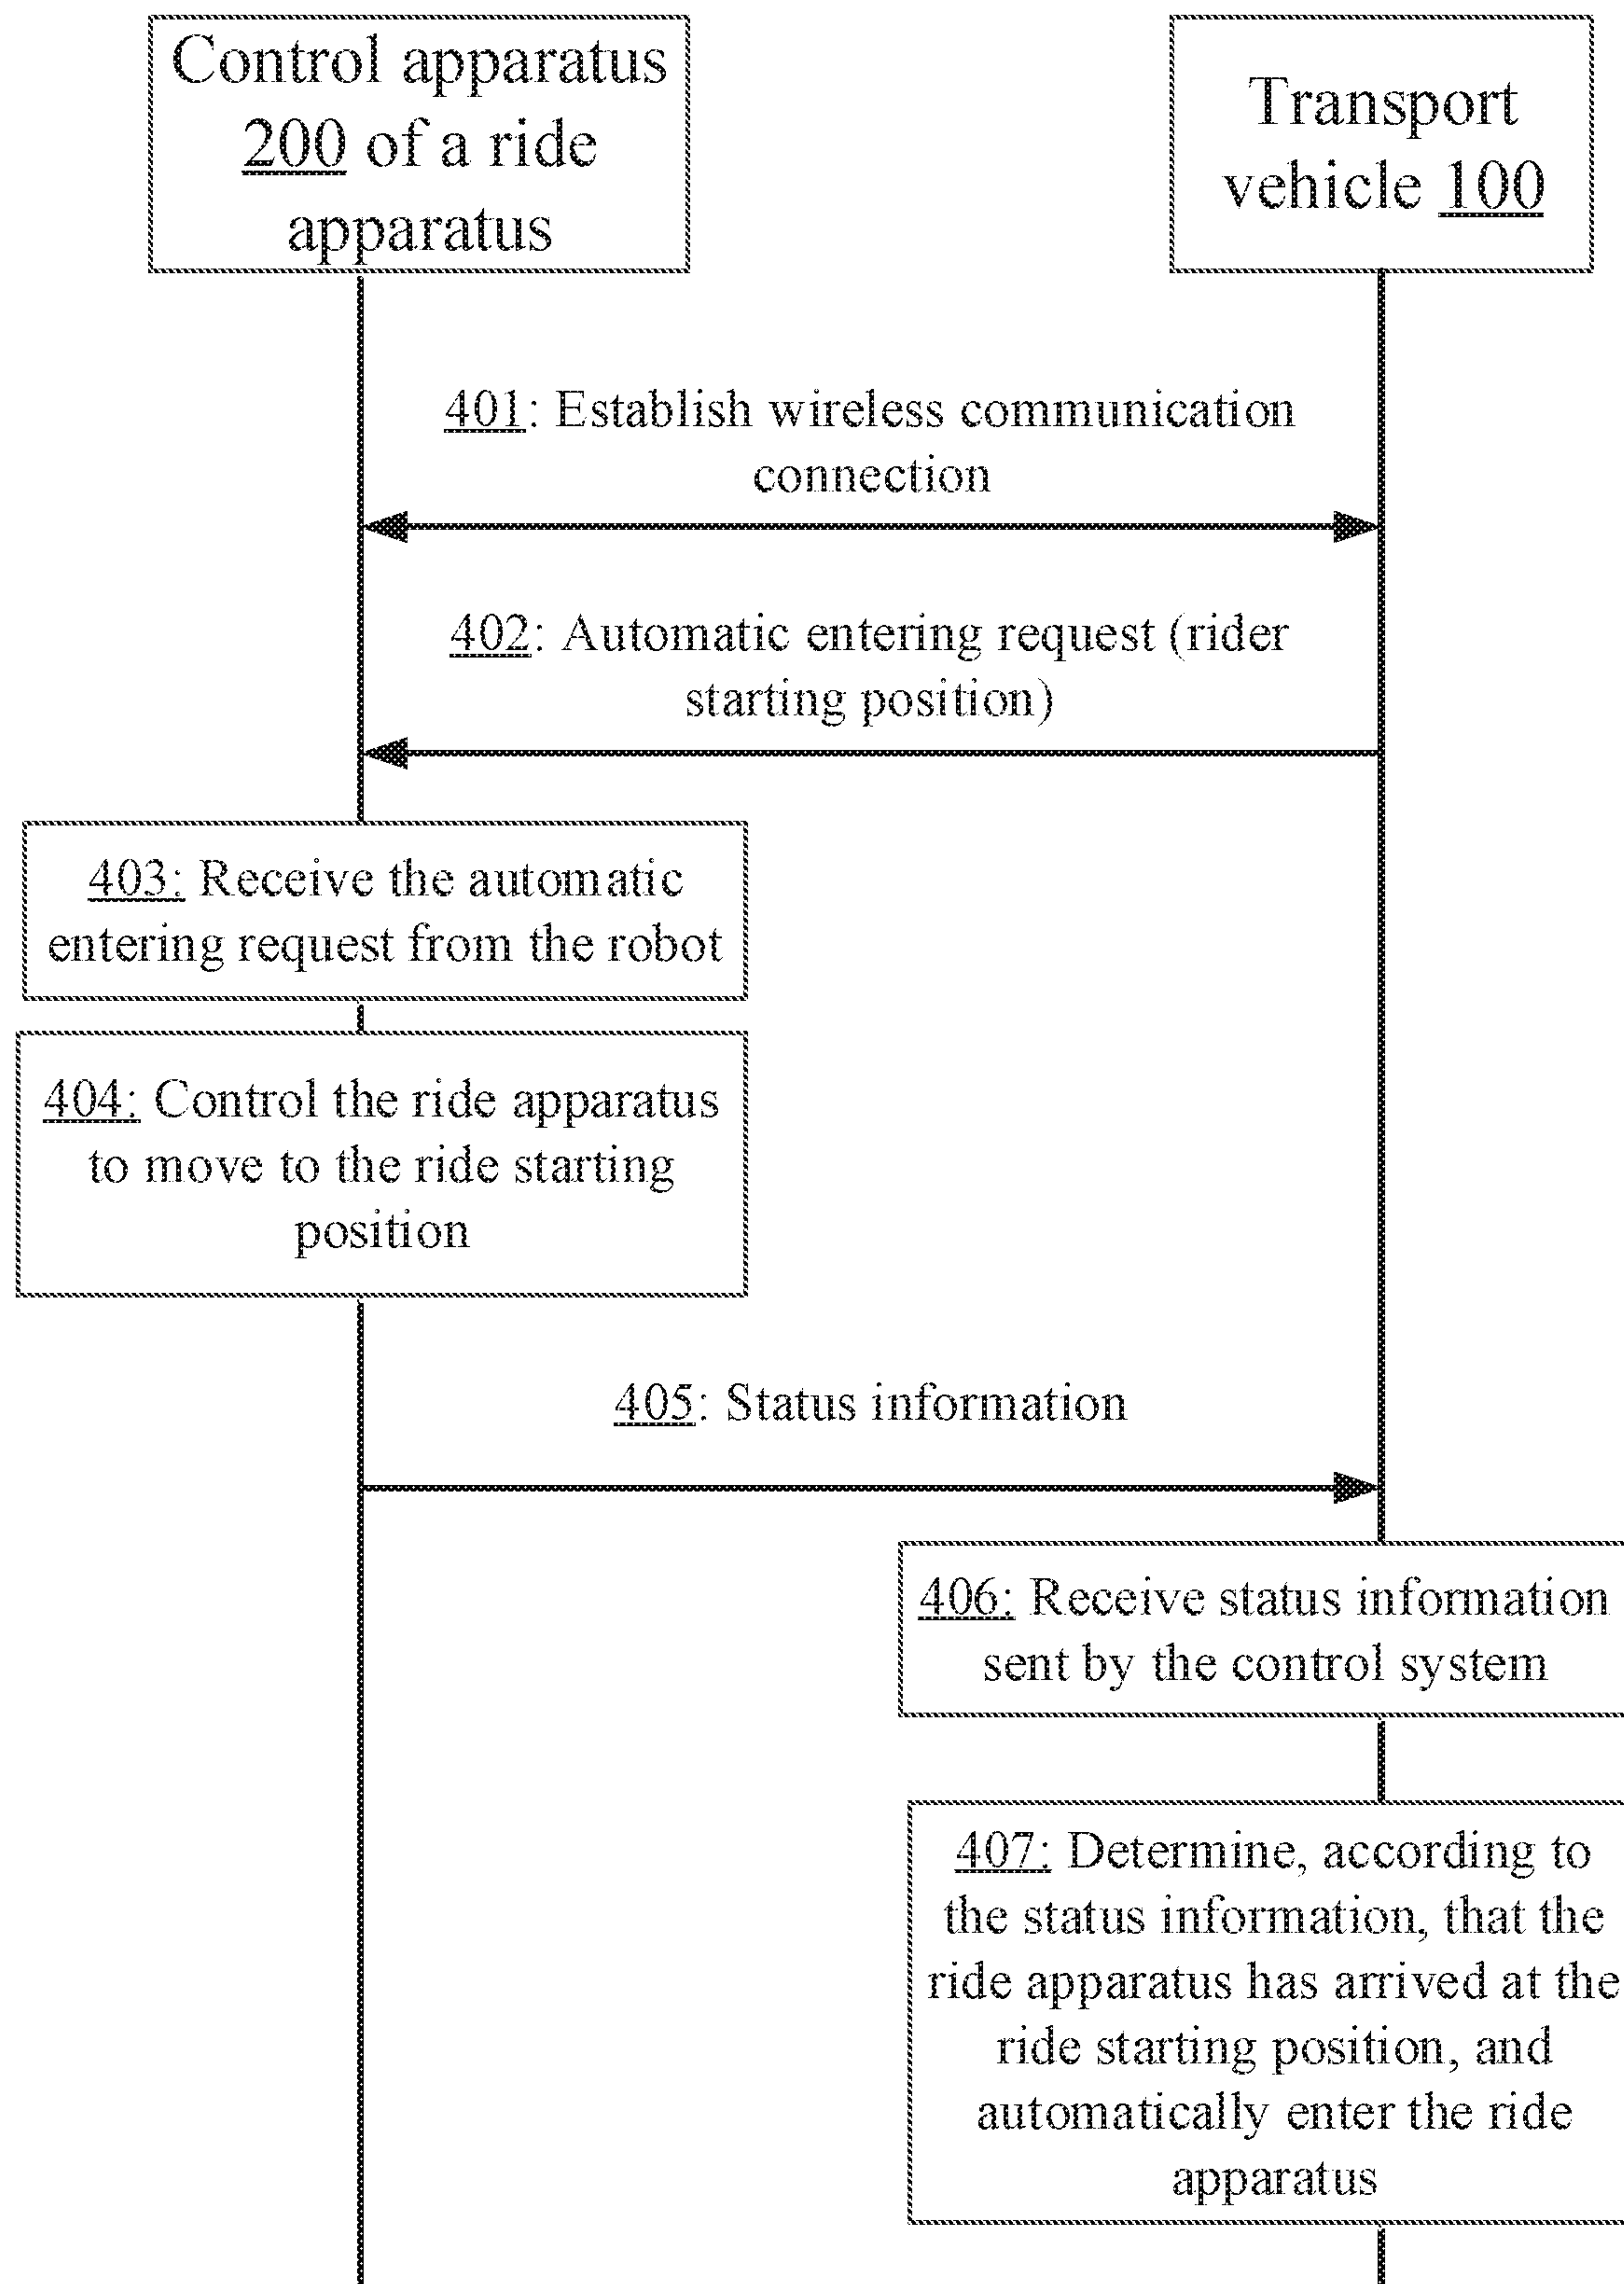 Control apparatus
200 of a ride
apparatus
Transport
vehicle 100
401: Establish wireless communication
connection
402: Automatic entering request (rider
starting position)
403: Receive the automatic
entering request from the robot
404: Control the ride apparatus
to move to the ride starting
position
405: Status information
406: Receive status information
sent by the control system
407: Determine, according to
the status information, that the
ride apparatus has arrived at the
ride starting position, and
automatically enter the ride
apparatus